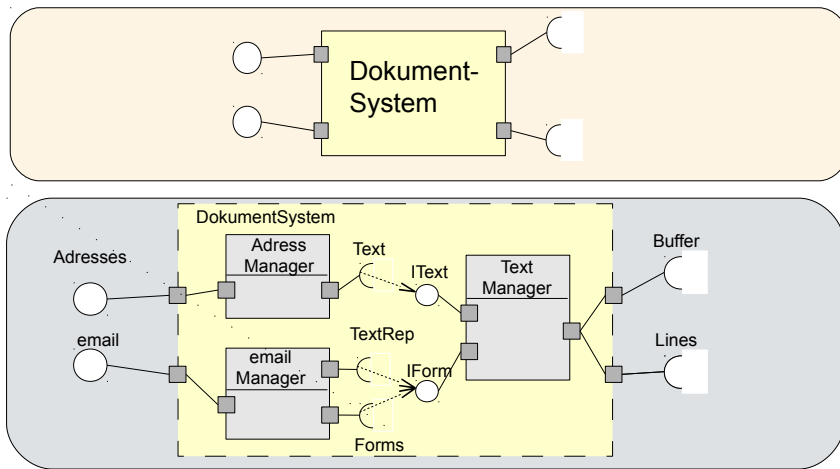 Dokument-
System
DokumentSystem
Adresses
Adress
Manager
Text
IText
Text
Manager
Buffer
email
email
Manager
TextRep
IForm
Lines
Forms